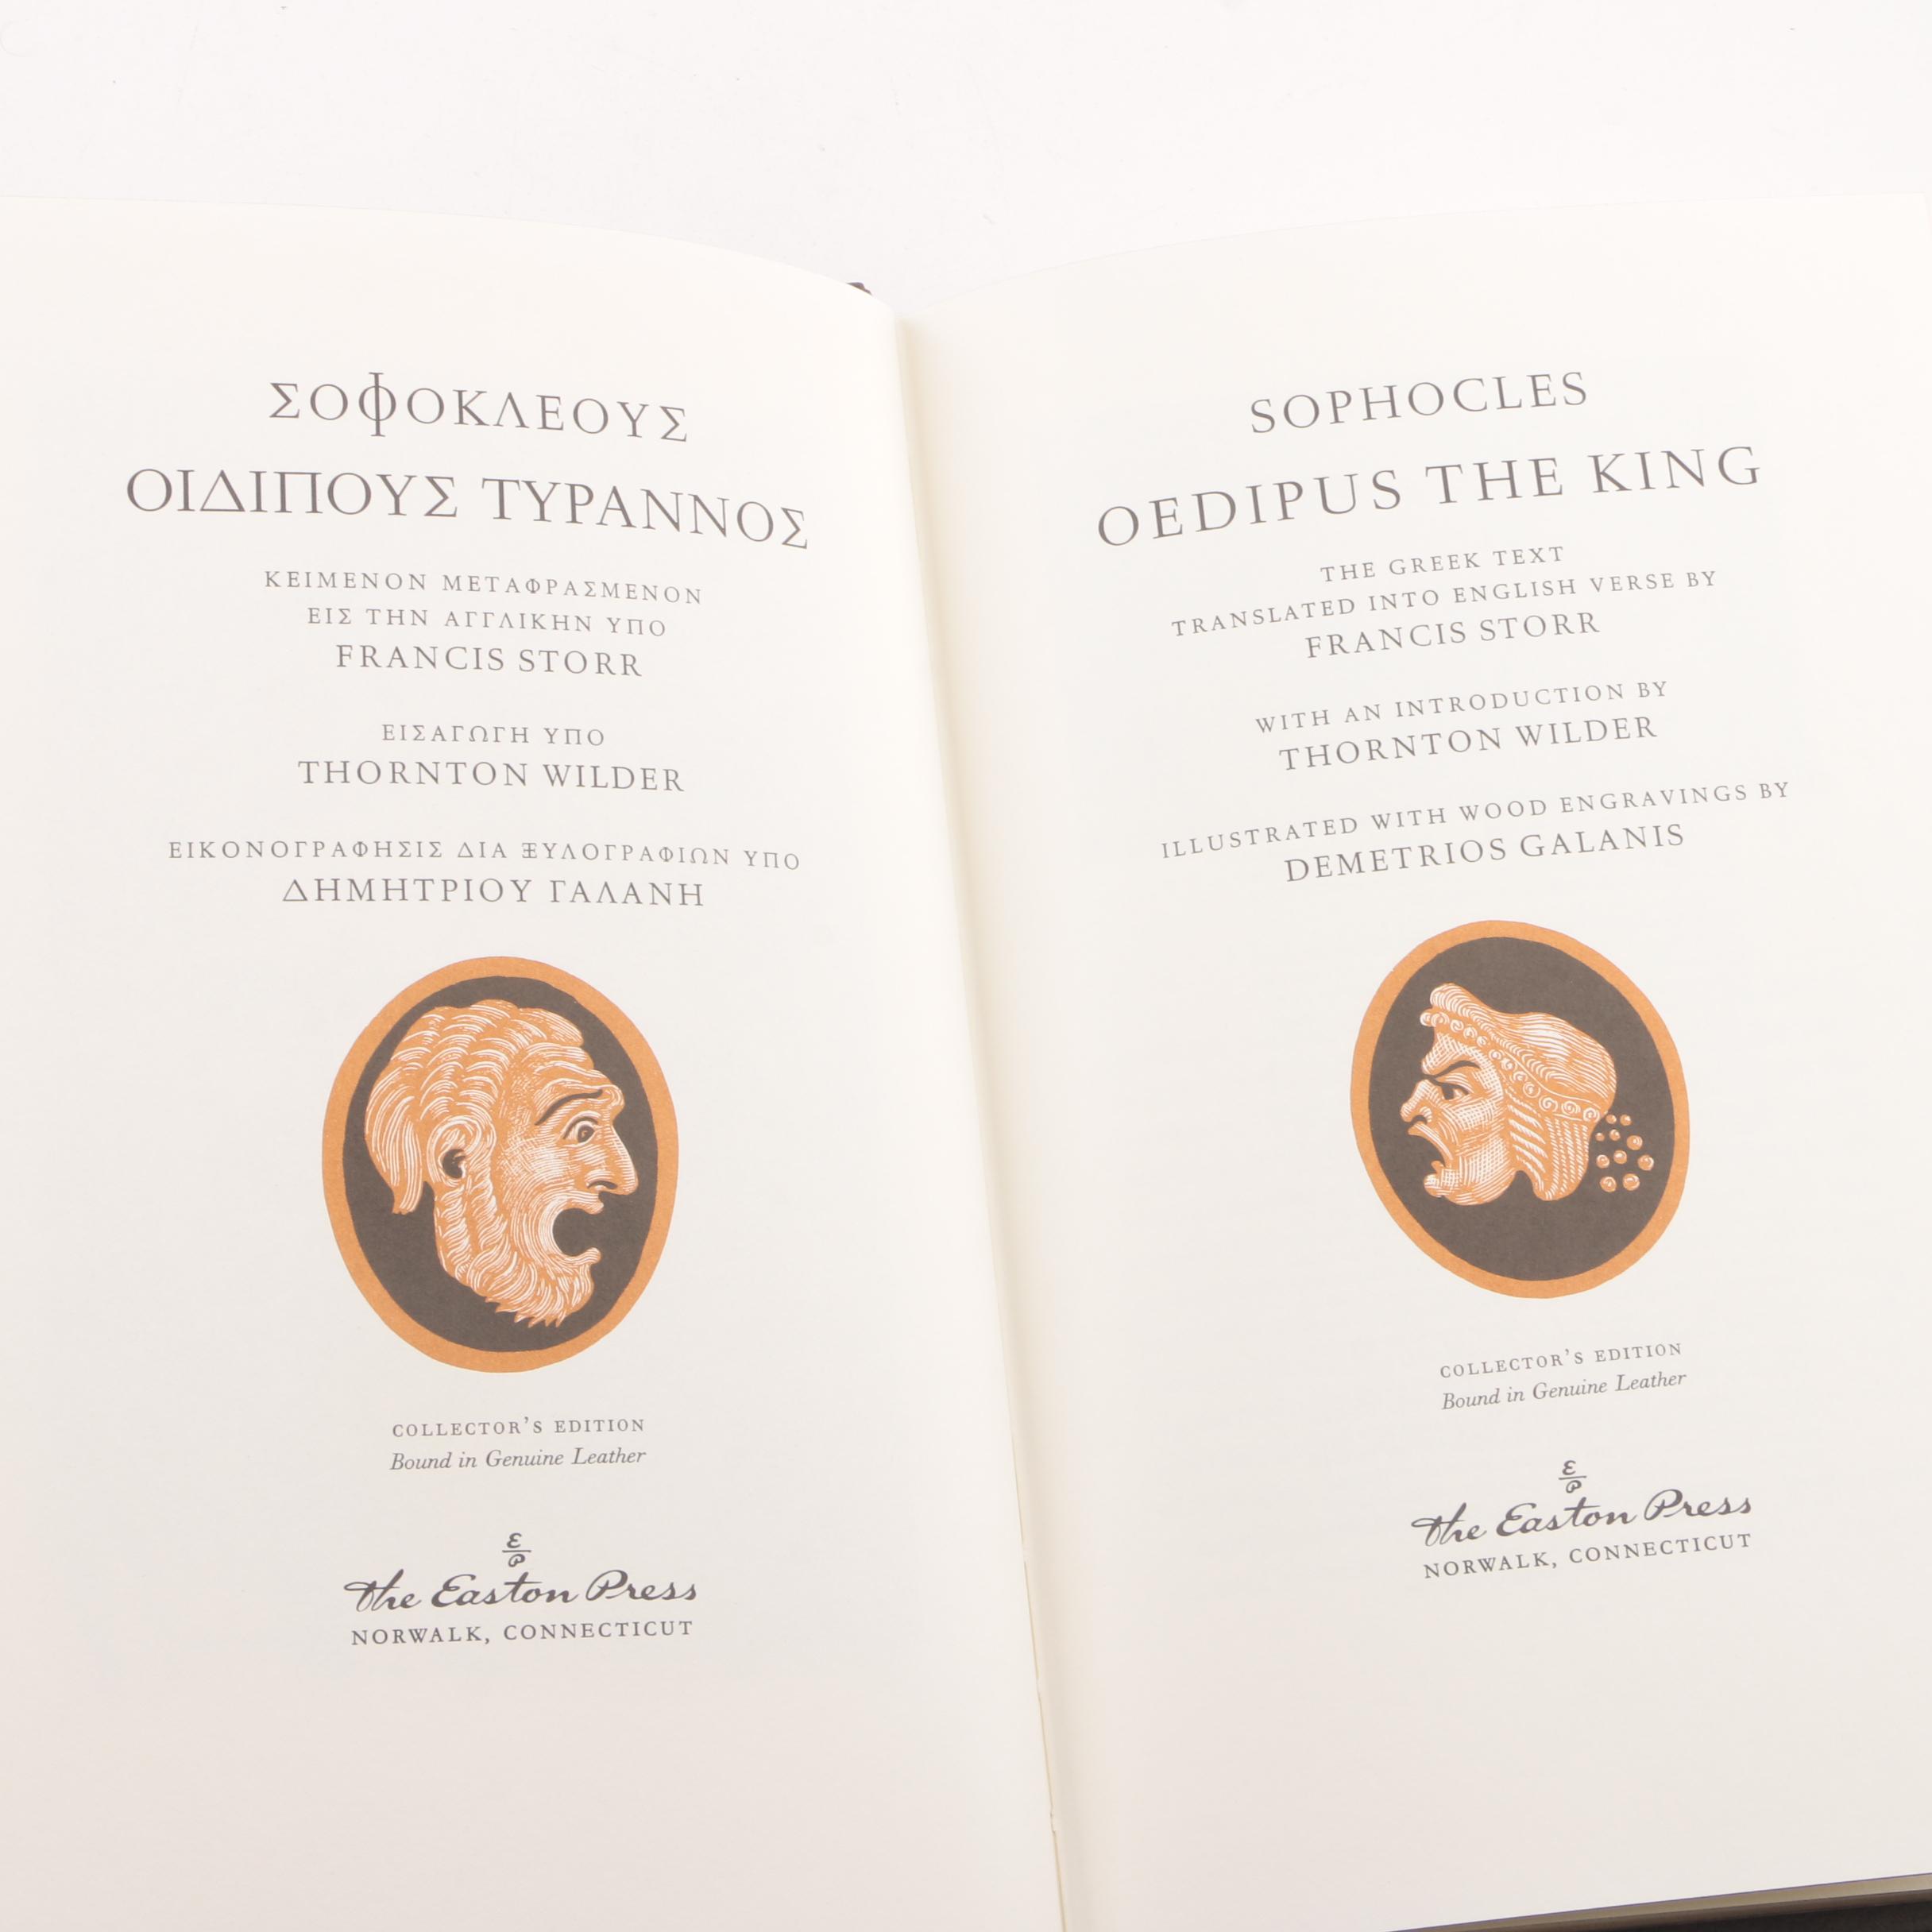 ΣΟΦΟΚΛΕΟΥΣ
ΟΙΔΙΠΟΥΣ ΤΥΡΑΝΝΟΣ
ΚΕΙΜΕΝΟΝ ΜΕΤΑΦΡΑΣΜΕΝΟΝ
ΕΙΣ ΤΗΝ ΑΓΓΛΙΚΗΝ ΥΠΟ
FRANCIS STORR
ΕΙΣΑΓΩΓΗ ΥΠΟ
THORNTON WILDER
ΕΙΚΟΝΟΓΡΑΦΗΣΙΣ ΔΙΑ ΞΥΛΟΓΡΑΦΙΩΝ ΥΠΟ
ΔΗΜΗΤΡΙΟΥ ΓΑΛΑΝΗ
COLLECTOR'S EDITION
Bound in Genuine Leather
E
P
The Easton Press
NORWALK, CONNECTICUT
SOPHOCLES
OEDIPUS THE KING
THE GREEK TEXT
TRANSLATED INTO ENGLISH VERSE BY
FRANCIS STORR
WITH AN INTRODUCTION BY
THORNTON WILDER
ILLUSTRATED WITH WOOD ENGRAVINGS BY
DEMETRIOS GALANIS
COLLECTOR'S EDITION
Bound in Genuine Leather
E
P
The Easton Press
NORWALK, CONNECTICUT